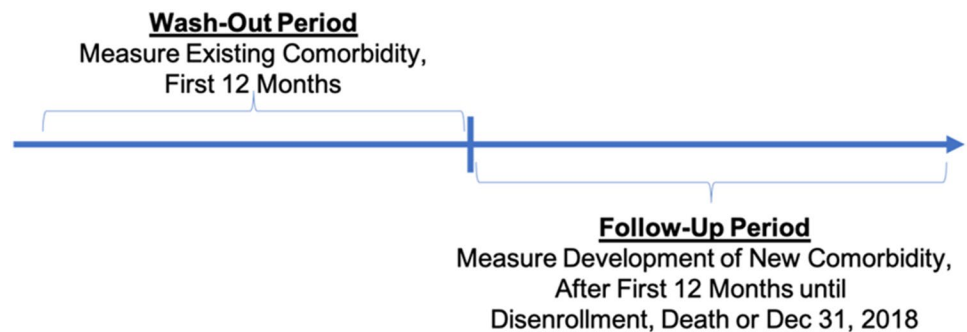 Wash-Out Period
Measure Existing Comorbidity,
First 12 Months
Follow-Up Period
Measure Development of New Comorbidity,
After First 12 Months until
Disenrollment, Death or Dec 31, 2018